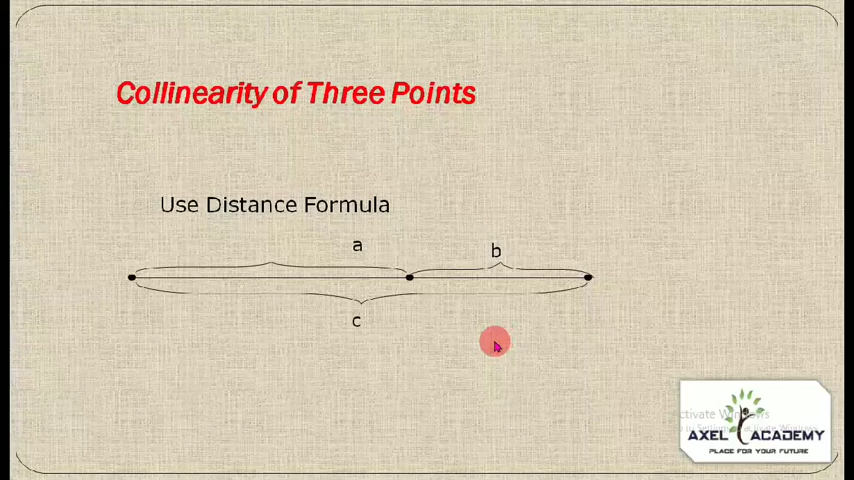 Collinearity of Three Points
Use Distance Formula
a
b
c
AXEL ACADEMY
PLACE FOR YOUR FUTURE